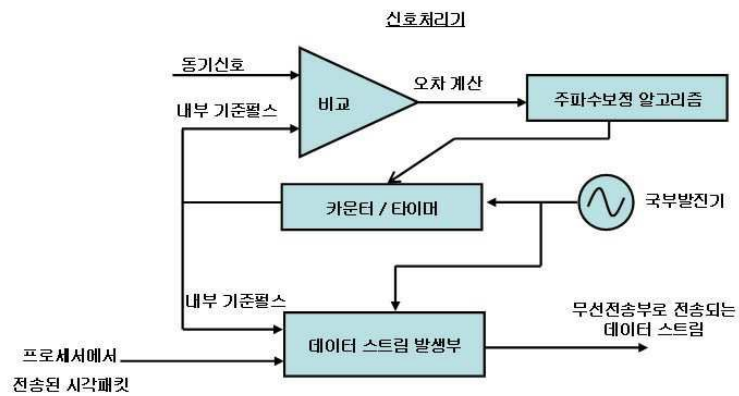 신호처리기
동기신호
오차 계산
비교
주파수보정 알고리즘
내부 기준펄스
카운터 / 타이머
국부발진기
내부 기준펄스
무선전송부로 전송되는
데이터 스트림
데이터 스트림 발생부
프로세서에서
전송된 시각패킷